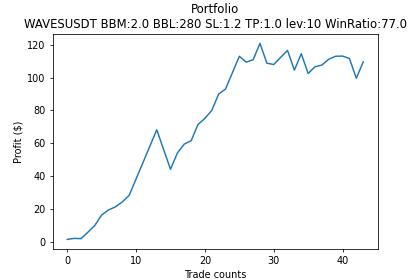 Portfolio
WAVESUSDT BBM:2.0 BBL:280 SL:1.2 TP:1.0 lev:10 WinRatio:77.0
120
100
80
60
40
20
0
Profit ($)
0 10 20 30 40
Trade counts